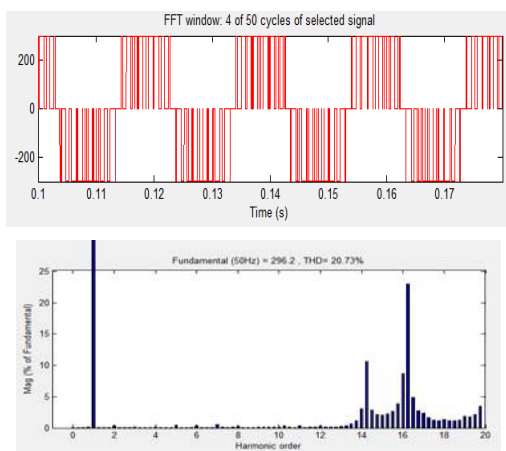 FFT window: 4 of 50 cycles of selected signal
200
0
-200
0.1 0.11 0.12 0.13 0.14 0.15 0.16 0.17
Time (s)
Fundamental (50Hz) = 296.2 , THD= 20.73%
25
20
15
10
5
0
Mag (% of Fundamental)
0 2 4 6 8 10 12 14 16 18 20
Harmonic order